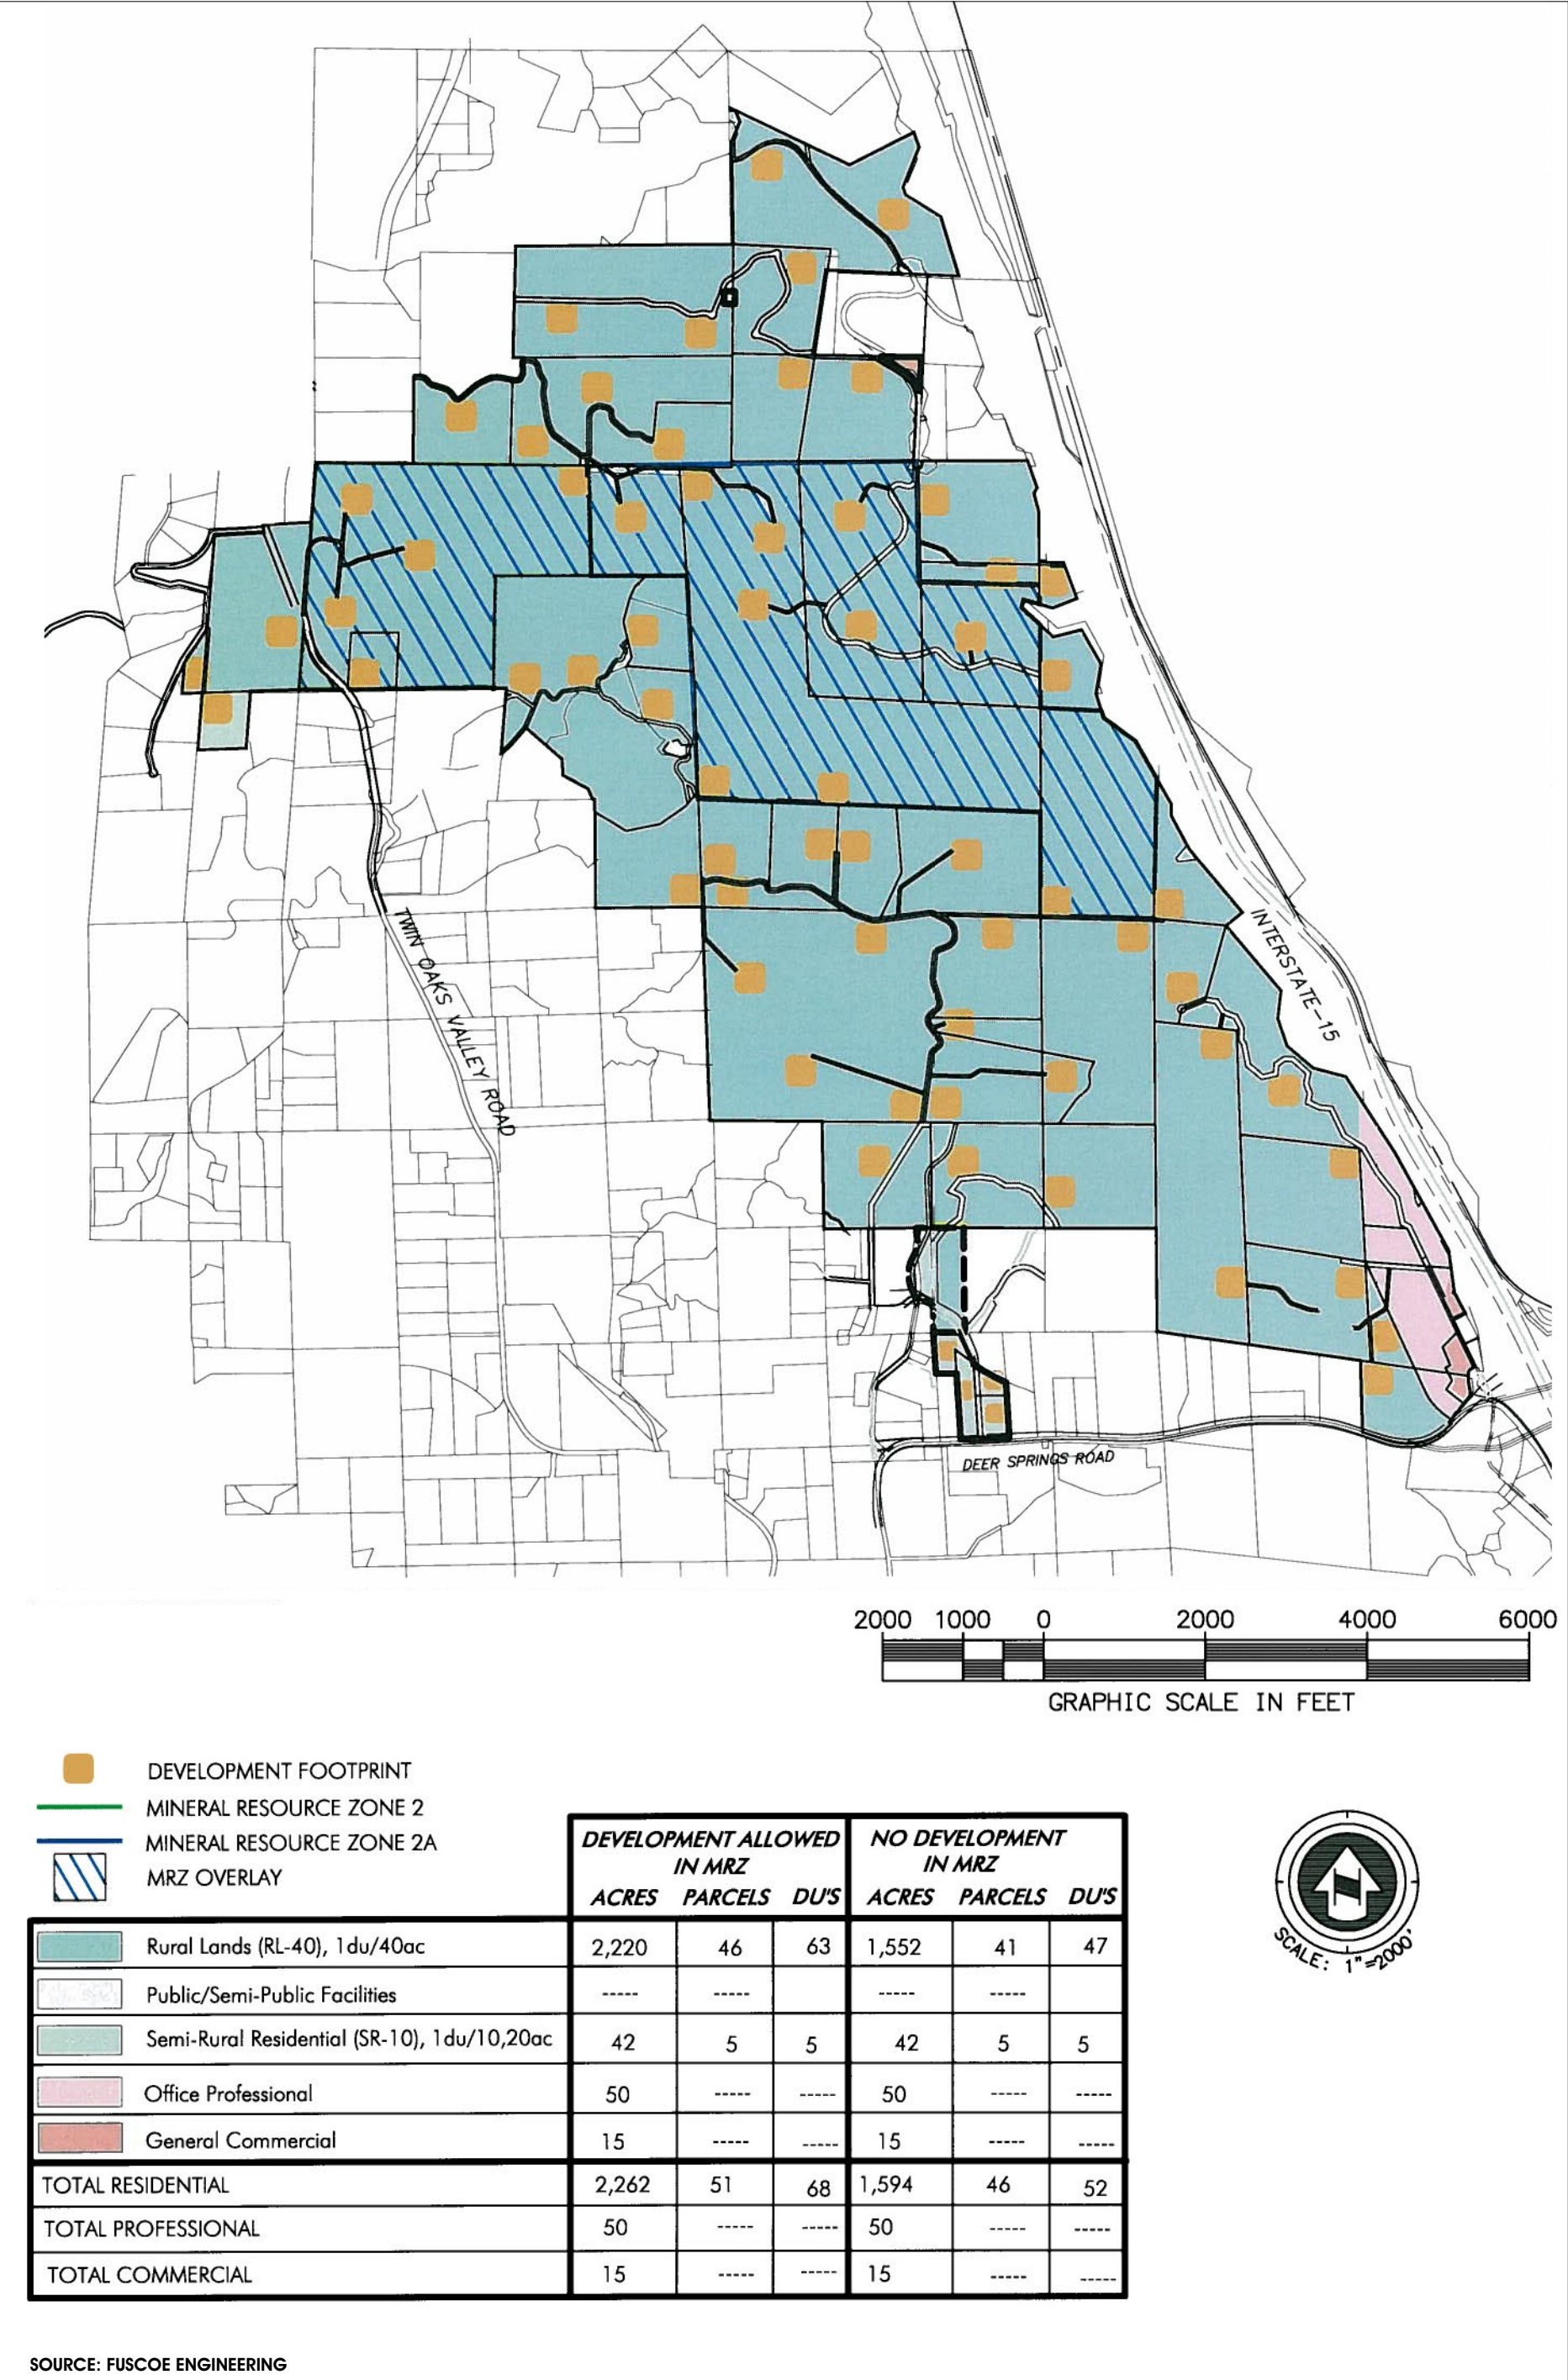 INTERSTATE-15
TWIN OAKS VALLEY ROAD
DEER SPRINGS ROAD
2000 1000 0 2000 4000 6000
GRAPHIC SCALE IN FEET
DEVELOPMENT FOOTPRINT
MINERAL RESOURCE ZONE 2
MINERAL RESOURCE ZONE 2A
MRZ OVERLAY
SCALE: 1"=2000'
DEVELOPMENT ALLOWED IN MRZ NO DEVELOPMENT IN MRZ
ACRES PARCELS DU'S ACRES PARCELS DU'S
Rural Lands (RL-40), 1du/40ac 2,220 46 63 1,552 41 47
Public/Semi-Public Facilities ----- ----- ----- -----
Semi-Rural Residential (SR-10), 1du/10,20ac 42 5 5 42 5 5
Office Professional 50 ----- ----- 50 ----- -----
General Commercial 15 ----- ----- 15 ----- -----
TOTAL RESIDENTIAL 2,262 51 68 1,594 46 52
TOTAL PROFESSIONAL 50 ----- ----- 50 ----- -----
TOTAL COMMERCIAL 15 ----- ----- 15 ----- -----
SOURCE: FUSCOE ENGINEERING